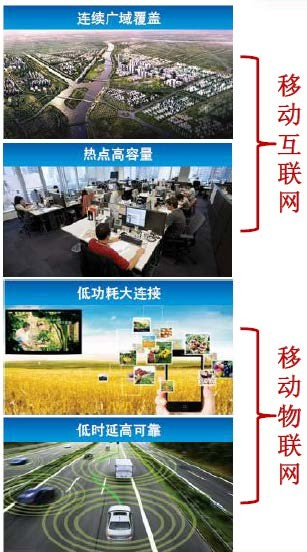 连续广域覆盖
热点高容量
移动互联网
低功耗大连接
低时延高可靠
移动物联网